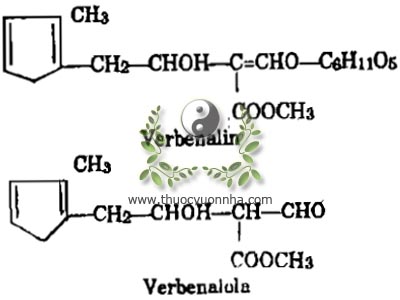 CH3
CH2—CHOH—C=CHO—C6H11O5
COOCH3
Verbenalin
www.thuocvuonnha.com
CH3
CH2—CHOH—CH—CHO
COOCH3
Verbenalola